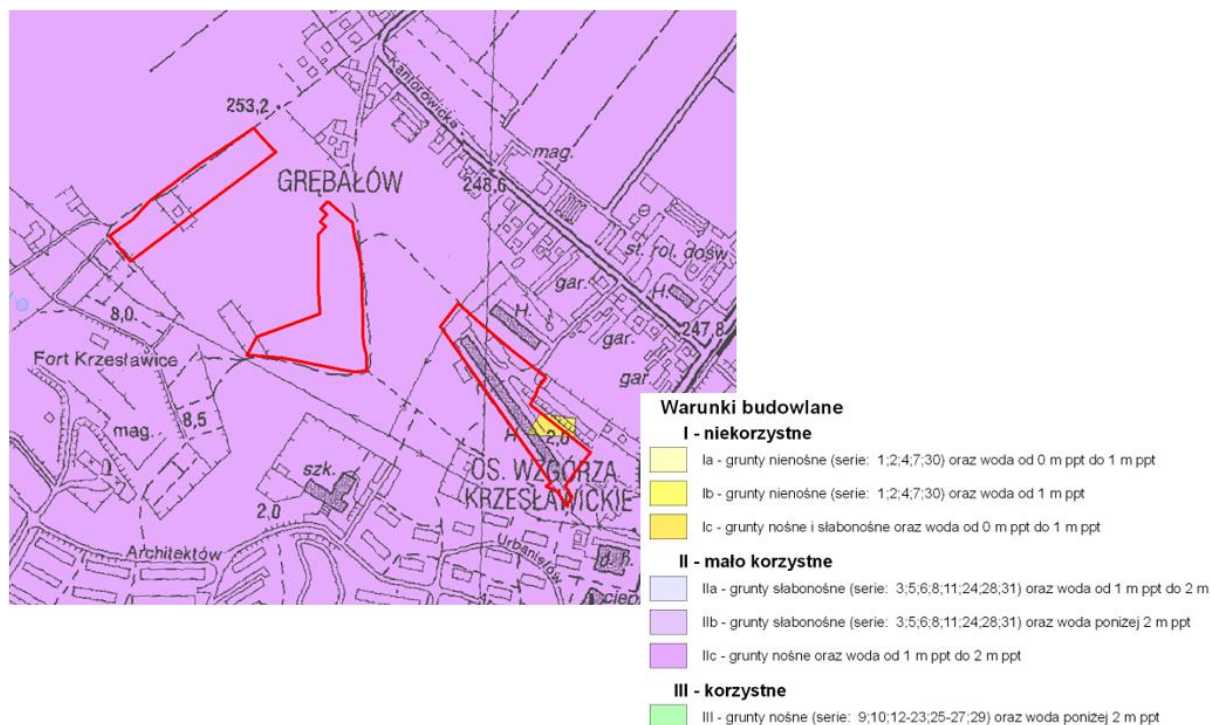 253,2
Kantorowicka
mag.
GRĘBAŁÓW
248,6
st. rol. dośw
H.
gar.
H.
247,8
8,0
gar.
Fort Krzesławice
gar.
mag.
8,5
H.
2,0
szk.
OS. WZGÓRZA
KRZESŁAWICKIE
2,0
Architektów
Urbanistów
Warunki budowlane
I - niekorzystne
Ia - grunty nienośne (serie: 1;2;4;7;30) oraz woda od 0 m ppt do 1 m ppt
Ib - grunty nienośne (serie: 1;2;4;7;30) oraz woda od 1 m ppt
Ic - grunty nośne i słabonośne oraz woda od 0 m ppt do 1 m ppt
II - mało korzystne
IIa - grunty słabonośne (serie: 3;5;6;8;11;24;28;31) oraz woda od 1 m ppt do 2 m
IIb - grunty słabonośne (serie: 3;5;6;8;11;24;28;31) oraz woda poniżej 2 m ppt
IIc - grunty nośne oraz woda od 1 m ppt do 2 m ppt
III - korzystne
III - grunty nośne (serie: 9;10;12-23;25-27;29) oraz woda poniżej 2 m ppt